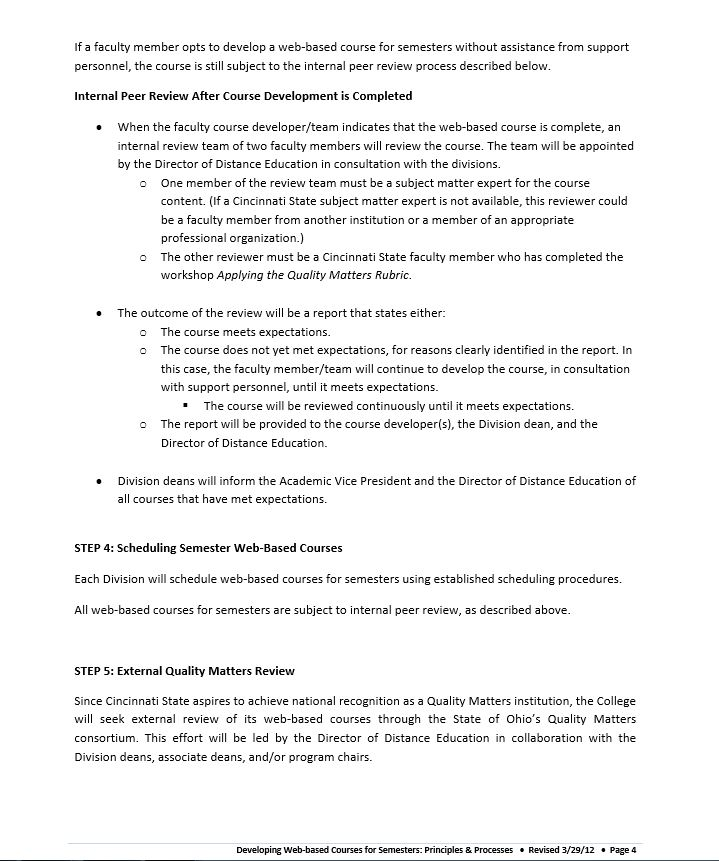 If a faculty member opts to develop a web-based course for semesters without assistance from support
personnel, the course is still subject to the internal peer review process described below.
Internal Peer Review After Course Development is Completed
• When the faculty course developer/team indicates that the web-based course is complete, an
internal review team of two faculty members will review the course. The team will be appointed
by the Director of Distance Education in consultation with the divisions.
o One member of the review team must be a subject matter expert for the course
content. (If a Cincinnati State subject matter expert is not available, this reviewer could
be a faculty member from another institution or a member of an appropriate
professional organization.)
o The other reviewer must be a Cincinnati State faculty member who has completed the
workshop Applying the Quality Matters Rubric.
• The outcome of the review will be a report that states either:
o The course meets expectations.
o The course does not yet met expectations, for reasons clearly identified in the report. In
this case, the faculty member/team will continue to develop the course, in consultation
with support personnel, until it meets expectations.
▪ The course will be reviewed continuously until it meets expectations.
o The report will be provided to the course developer(s), the Division dean, and the
Director of Distance Education.
• Division deans will inform the Academic Vice President and the Director of Distance Education of
all courses that have met expectations.
STEP 4: Scheduling Semester Web-Based Courses
Each Division will schedule web-based courses for semesters using established scheduling procedures.
All web-based courses for semesters are subject to internal peer review, as described above.
STEP 5: External Quality Matters Review
Since Cincinnati State aspires to achieve national recognition as a Quality Matters institution, the College
will seek external review of its web-based courses through the State of Ohio’s Quality Matters
consortium. This effort will be led by the Director of Distance Education in collaboration with the
Division deans, associate deans, and/or program chairs.
Developing Web-based Courses for Semesters: Principles & Processes • Revised 3/29/12 • Page 4